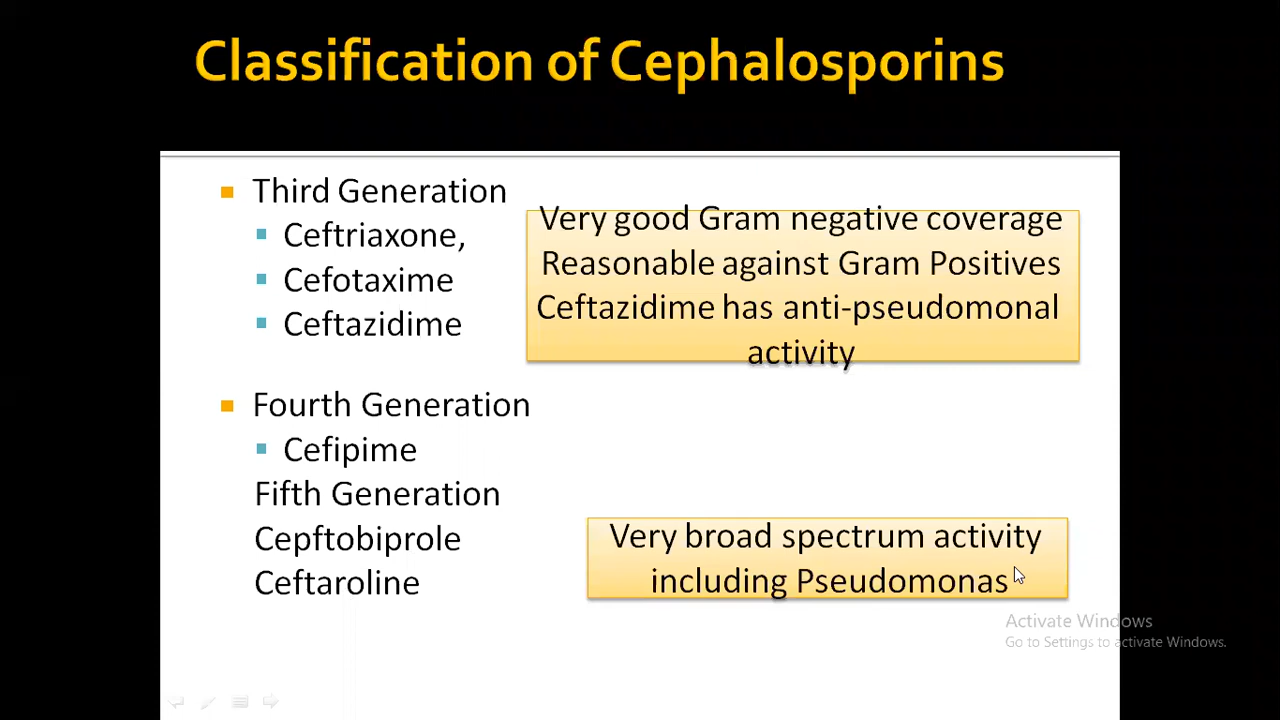 Classification of Cephalosporins
Third Generation
Ceftriaxone,
Cefotaxime
Ceftazidime
Very good Gram negative coverage
Reasonable against Gram Positives
Ceftazidime has anti-pseudomonal
activity
Fourth Generation
Cefipime
Fifth Generation
Cepftobiprole
Ceftaroline
Very broad spectrum activity
including Pseudomonas
Activate Windows
Go to Settings to activate Windows.